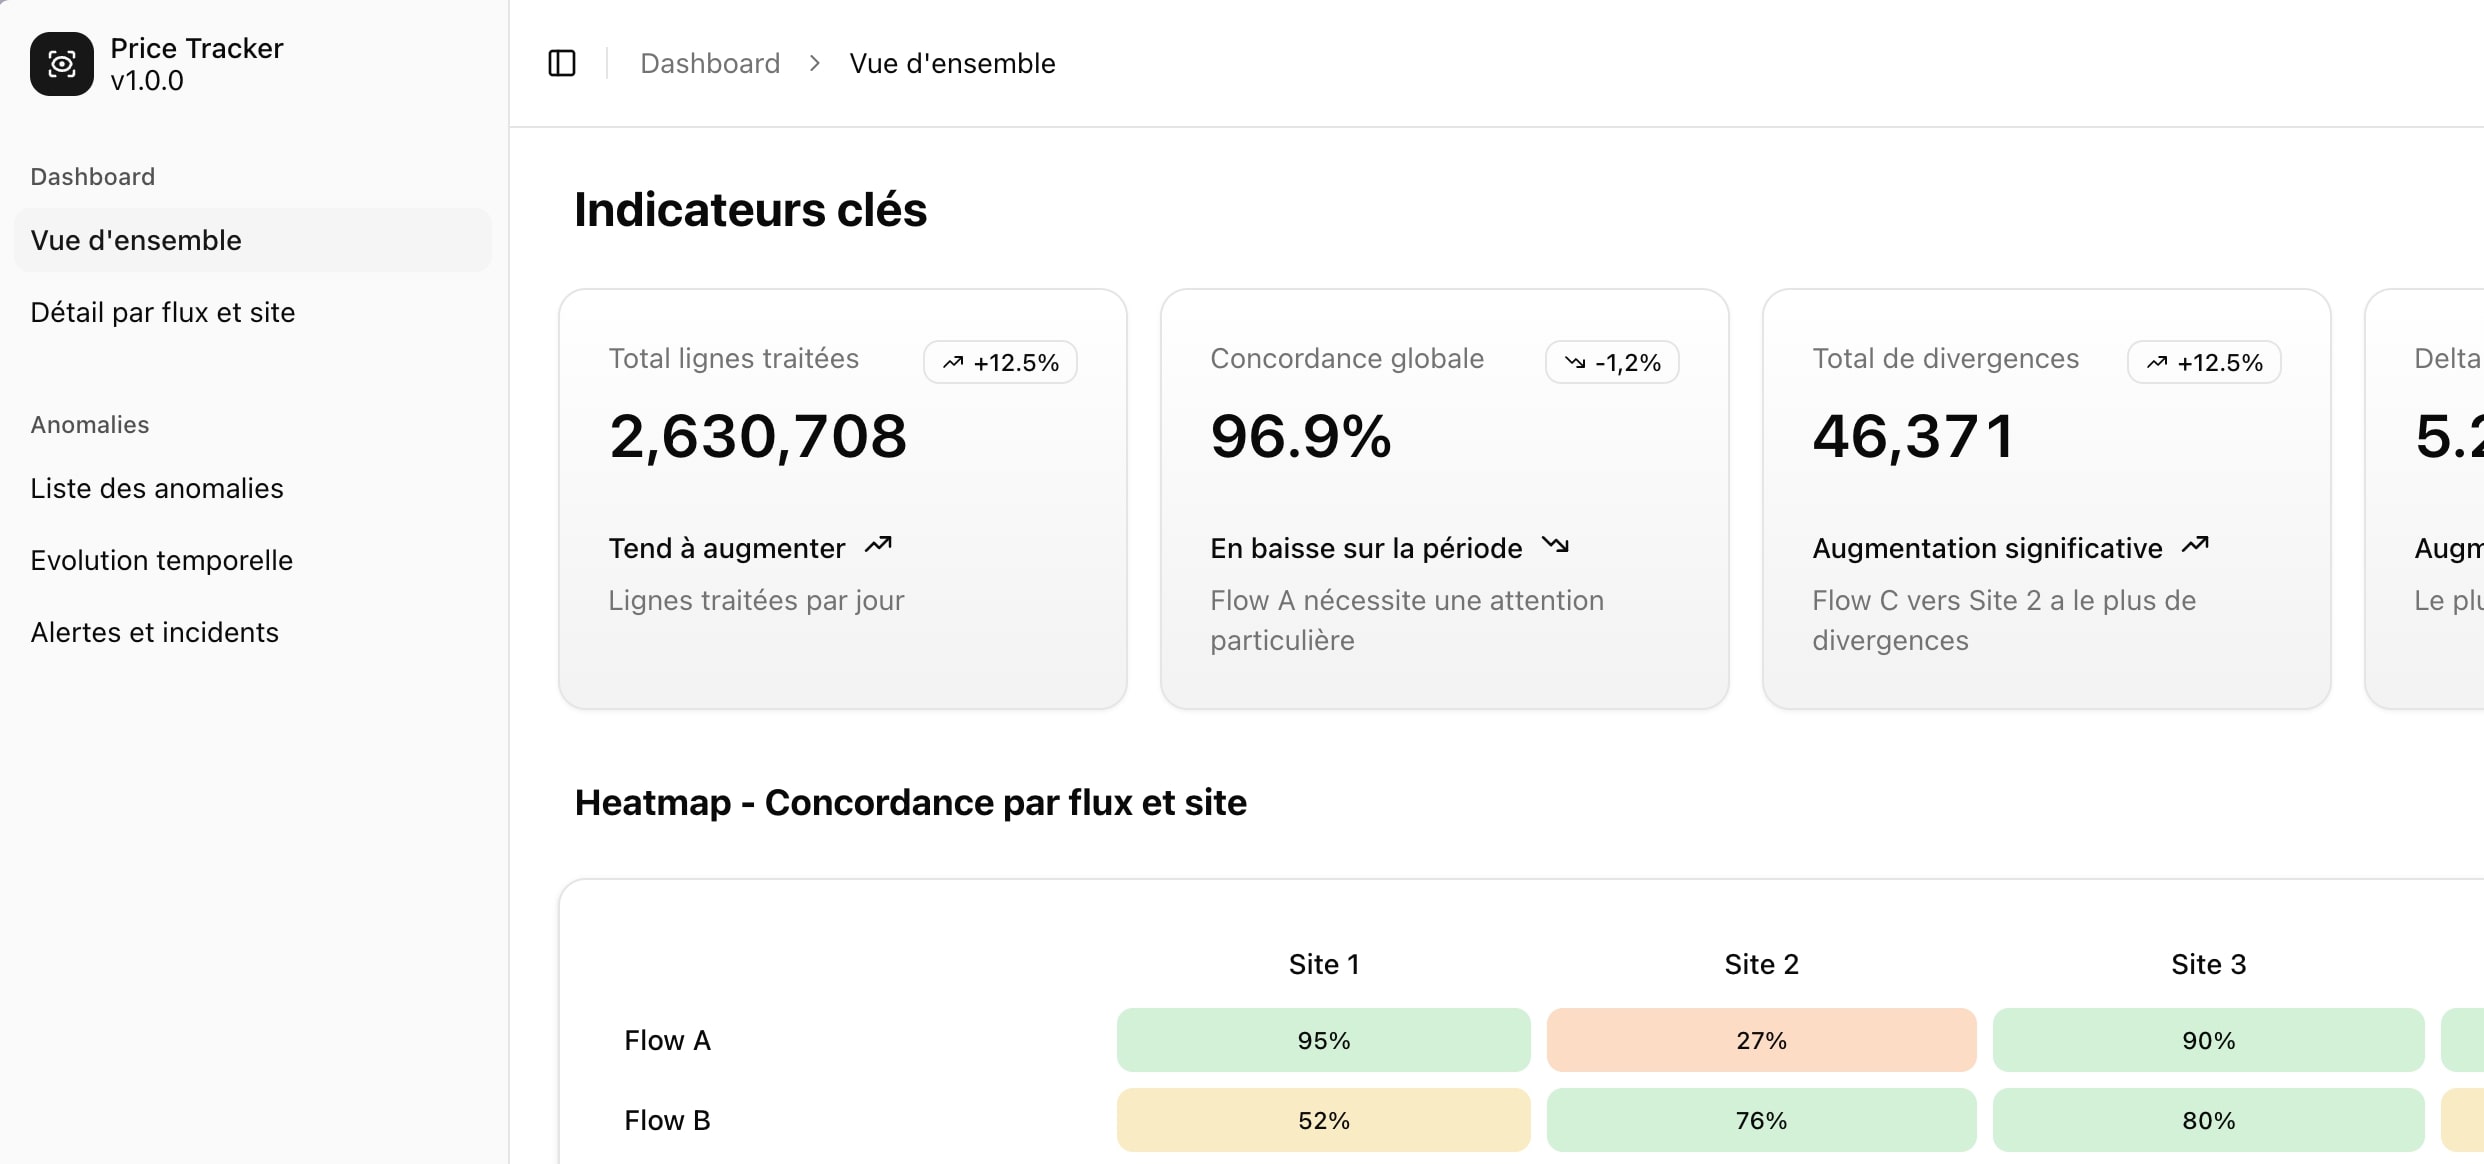 Price Tracker
v1.0.0
Dashboard
Vue d'ensemble
Détail par flux et site
Anomalies
Liste des anomalies
Evolution temporelle
Alertes et incidents
Dashboard > Vue d'ensemble
Indicateurs clés
Total lignes traitées
+12.5%
2,630,708
Tend à augmenter
Lignes traitées par jour
Concordance globale
-1,2%
96.9%
En baisse sur la période
Flow A nécessite une attention
particulière
Total de divergences
+12.5%
46,371
Augmentation significative
Flow C vers Site 2 a le plus de
divergences
Delta
Heatmap - Concordance par flux et site
Site 1 Site 2 Site 3
Flow A 95% 27% 90%
Flow B 52% 76% 80%